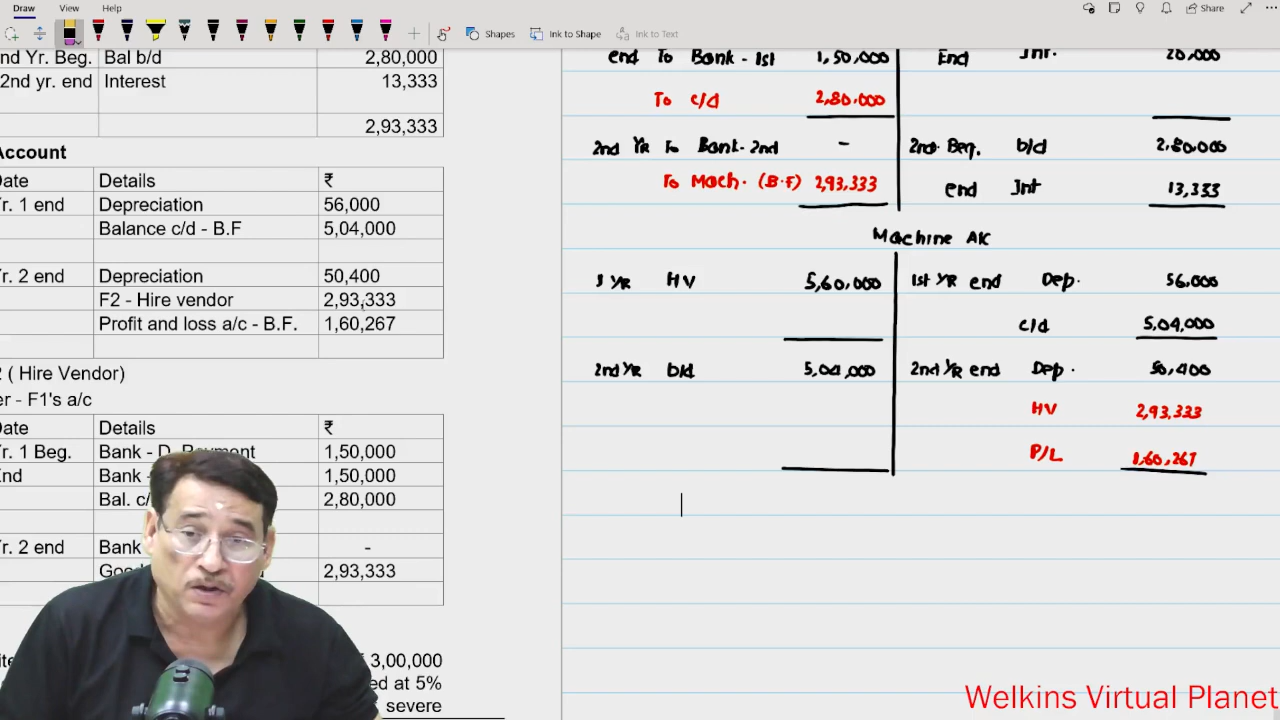 Draw View Help
Share
Shapes Ink to Shape Ink to Text
2nd Yr. Beg. Bal b/d 2,80,000
2nd yr. end Interest 13,333
2,93,333
Account
Date Details ₹
Yr. 1 end Depreciation 56,000
Balance c/d - B.F 5,04,000
Yr. 2 end Depreciation 50,400
F2 - Hire vendor 2,93,333
Profit and loss a/c - B.F. 1,60,267
2 ( Hire Vendor)
er - F1's a/c
Date Details ₹
Yr. 1 Beg. Bank - D. Payment 1,50,000
End Bank - 1,50,000
Bal. c/ 2,80,000
Yr. 2 end Bank -
2,93,333
3,00,000
ed at 5%
severe
end To Bank - 1st 1,50,000 End Int. 20,000
To c/d 2,80,000
2nd YR To Bank - 2nd - 2nd. Beg. b/d 2,80,000
To Mach. (B.F) 2,93,333 end Int 13,333
Machine A/C
1 YR HV 5,60,000 1st YR end Dep. 56,000
c/d 5,04,000
2nd YR b/d 5,04,000 2nd YR end Dep. 50,400
HV 2,93,333
P/L 1,60,267
Welkins Virtual Planet